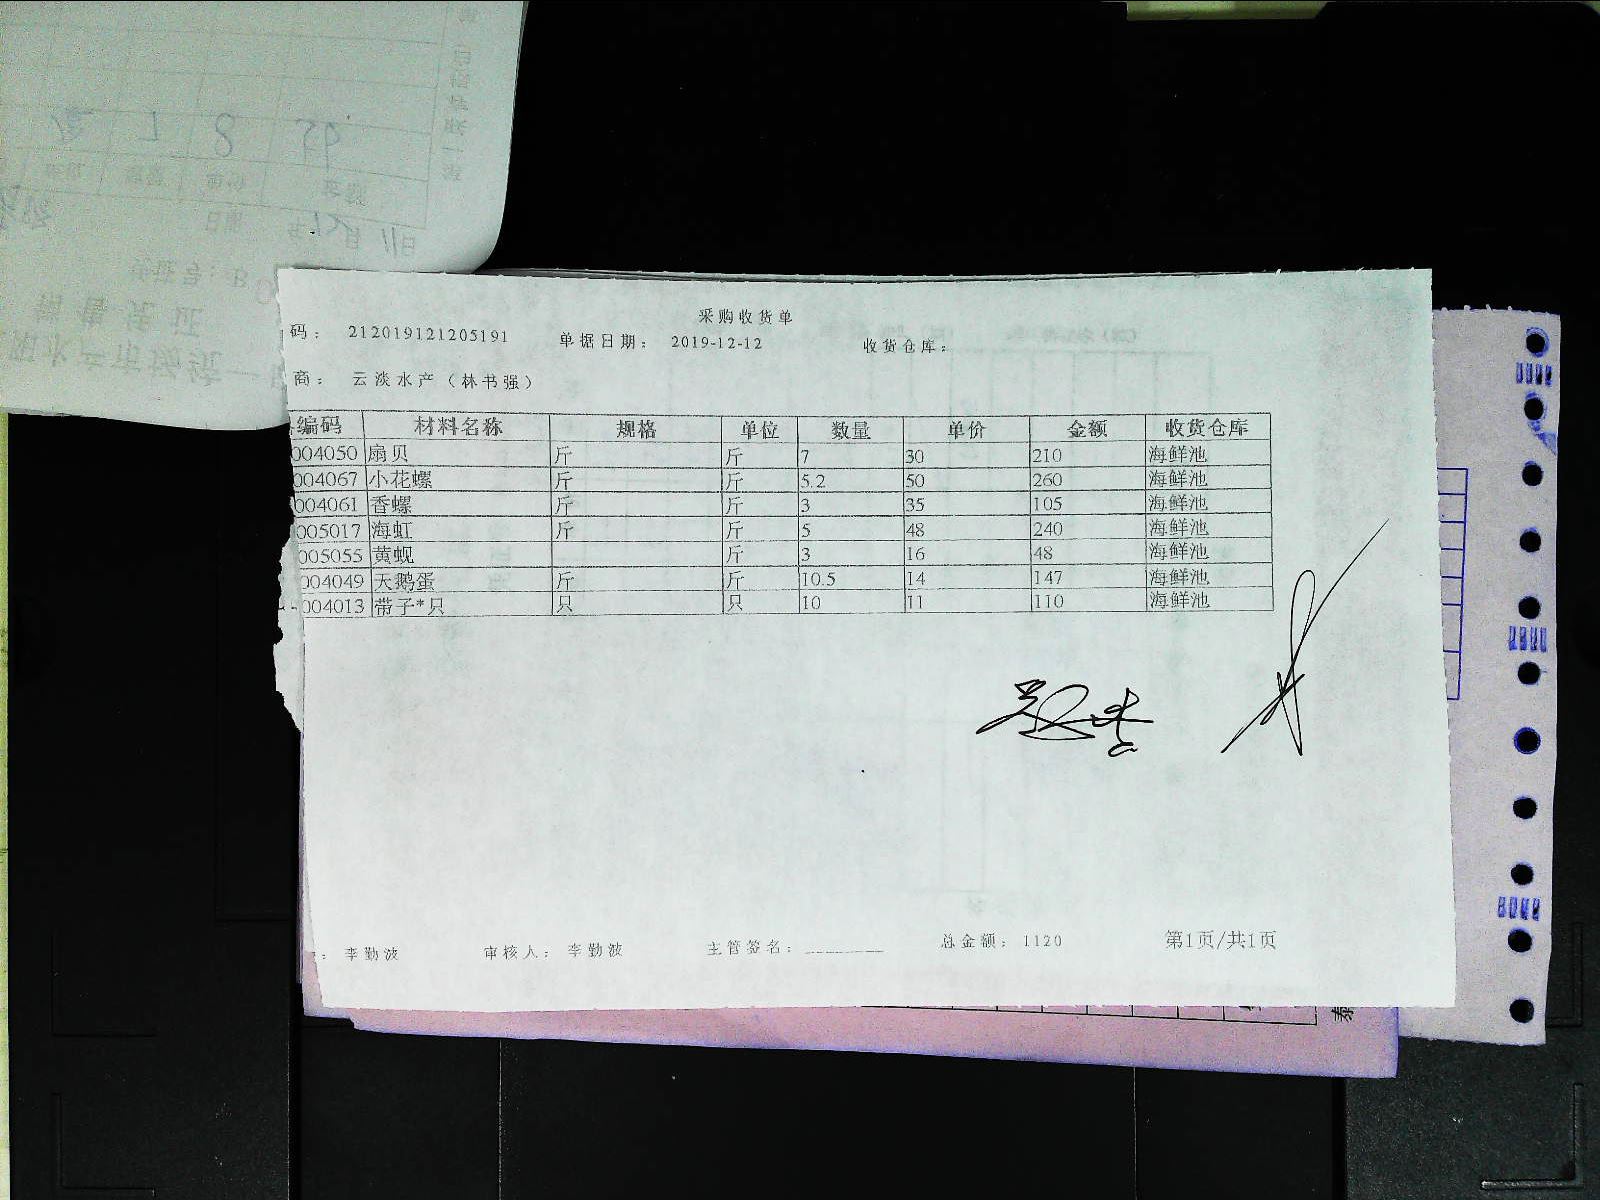 采购收货单
码： 212019121205191 单据日期： 2019-12-12 收货仓库：
商： 云淡水产（林书强）
编码 材料名称 规格 单位 数量 单价 金额 收货仓库
004050 扇贝 斤 斤 7 30 210 海鲜池
004067 小花螺 斤 斤 5.2 50 260 海鲜池
004061 香螺 斤 斤 3 35 105 海鲜池
005017 海虹 斤 斤 5 48 240 海鲜池
005055 黄蚬 斤 3 16 48 海鲜池
004049 天鹅蛋 斤 斤 10.5 14 147 海鲜池
004013 带子*只 只 只 10 11 110 海鲜池
： 李勤波 审核人： 李勤波 主管签名： 总金额： 1120 第1页/共1页